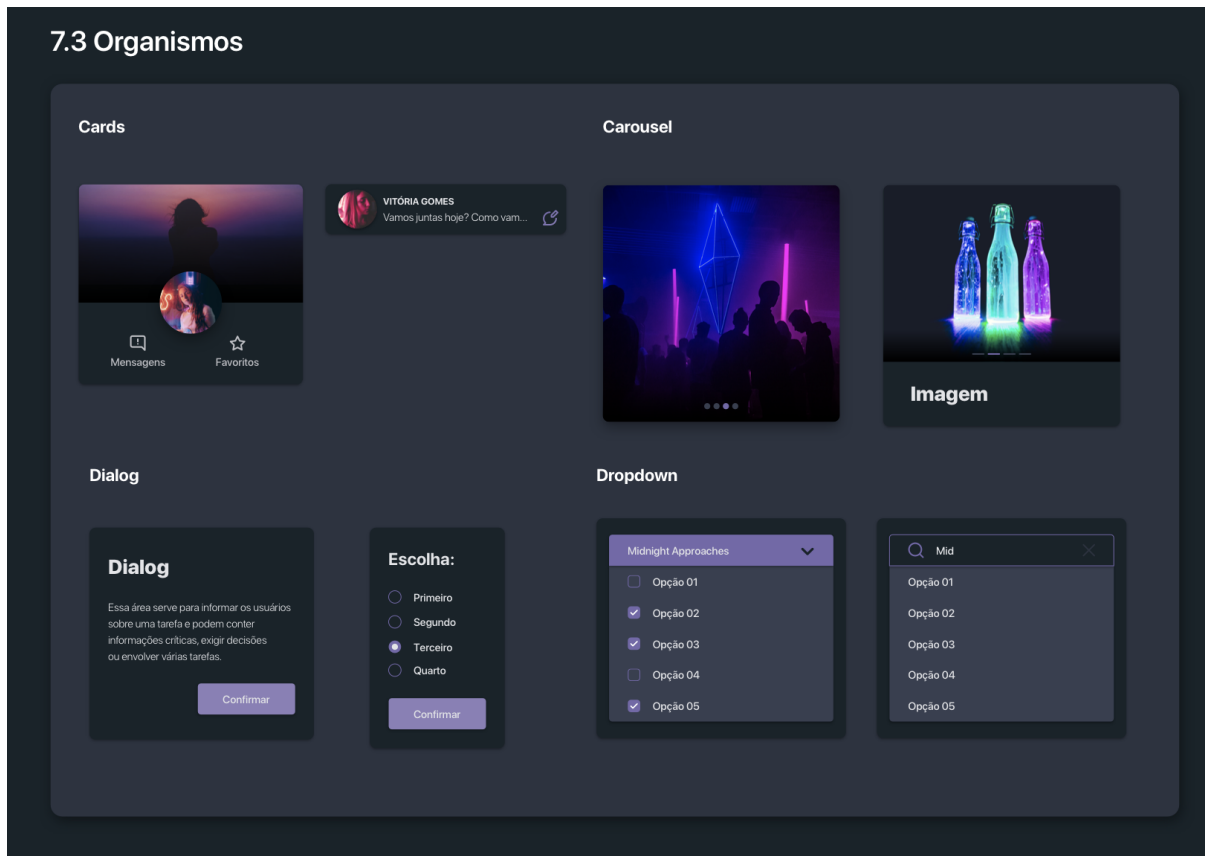 7.3 Organismos
Cards
Carousel
VITÓRIA GOMES
Vamos juntas hoje? Como vam...
Mensagens
Favoritos
Imagem
Dialog
Dropdown
Dialog
Essa área serve para informar os usuários
sobre uma tarefa e podem conter
informações críticas, exigir decisões
ou envolver várias tarefas.
Confirmar
Escolha:
Primeiro
Segundo
Terceiro
Quarto
Confirmar
Midnight Approaches
Opção 01
Opção 02
Opção 03
Opção 04
Opção 05
Mid
Opção 01
Opção 02
Opção 03
Opção 04
Opção 05